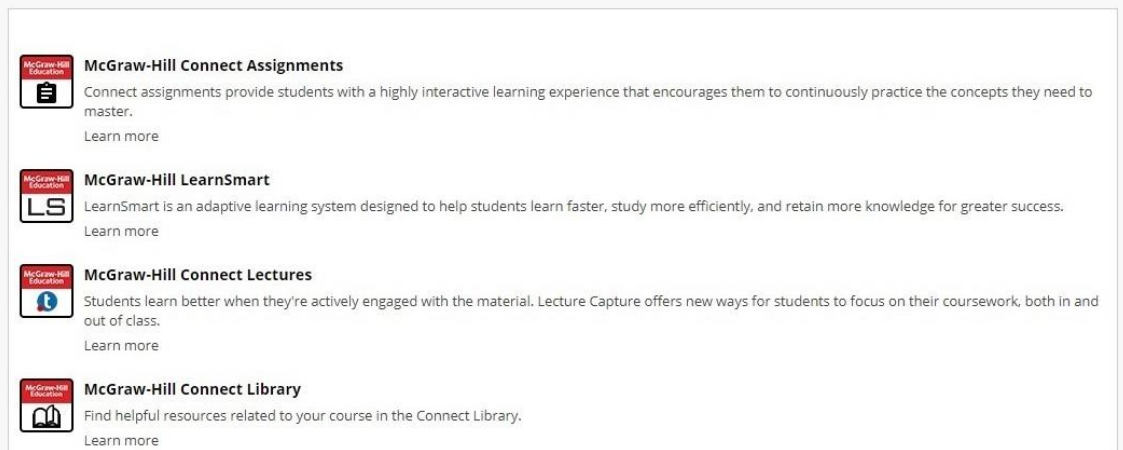 McGraw-Hill
Education
McGraw-Hill Connect Assignments
Connect assignments provide students with a highly interactive learning experience that encourages them to continuously practice the concepts they need to
master.
Learn more
McGraw-Hill
Education
LS
McGraw-Hill LearnSmart
LearnSmart is an adaptive learning system designed to help students learn faster, study more efficiently, and retain more knowledge for greater success.
Learn more
McGraw-Hill
Education
t
McGraw-Hill Connect Lectures
Students learn better when they're actively engaged with the material. Lecture Capture offers new ways for students to focus on their coursework, both in and
out of class.
Learn more
McGraw-Hill
Education
McGraw-Hill Connect Library
Find helpful resources related to your course in the Connect Library.
Learn more